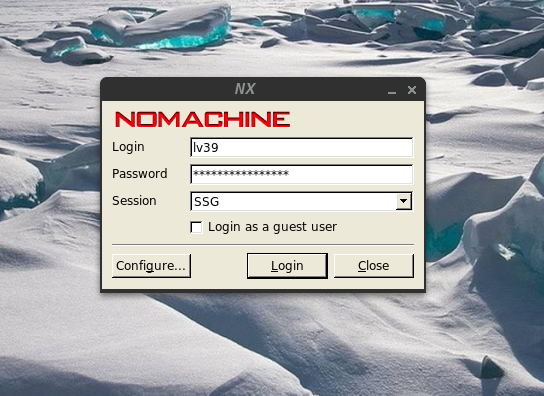 NX
NOMACHINE
Login lv39
Password ****************
Session SSG
Login as a guest user
Configure... Login Close